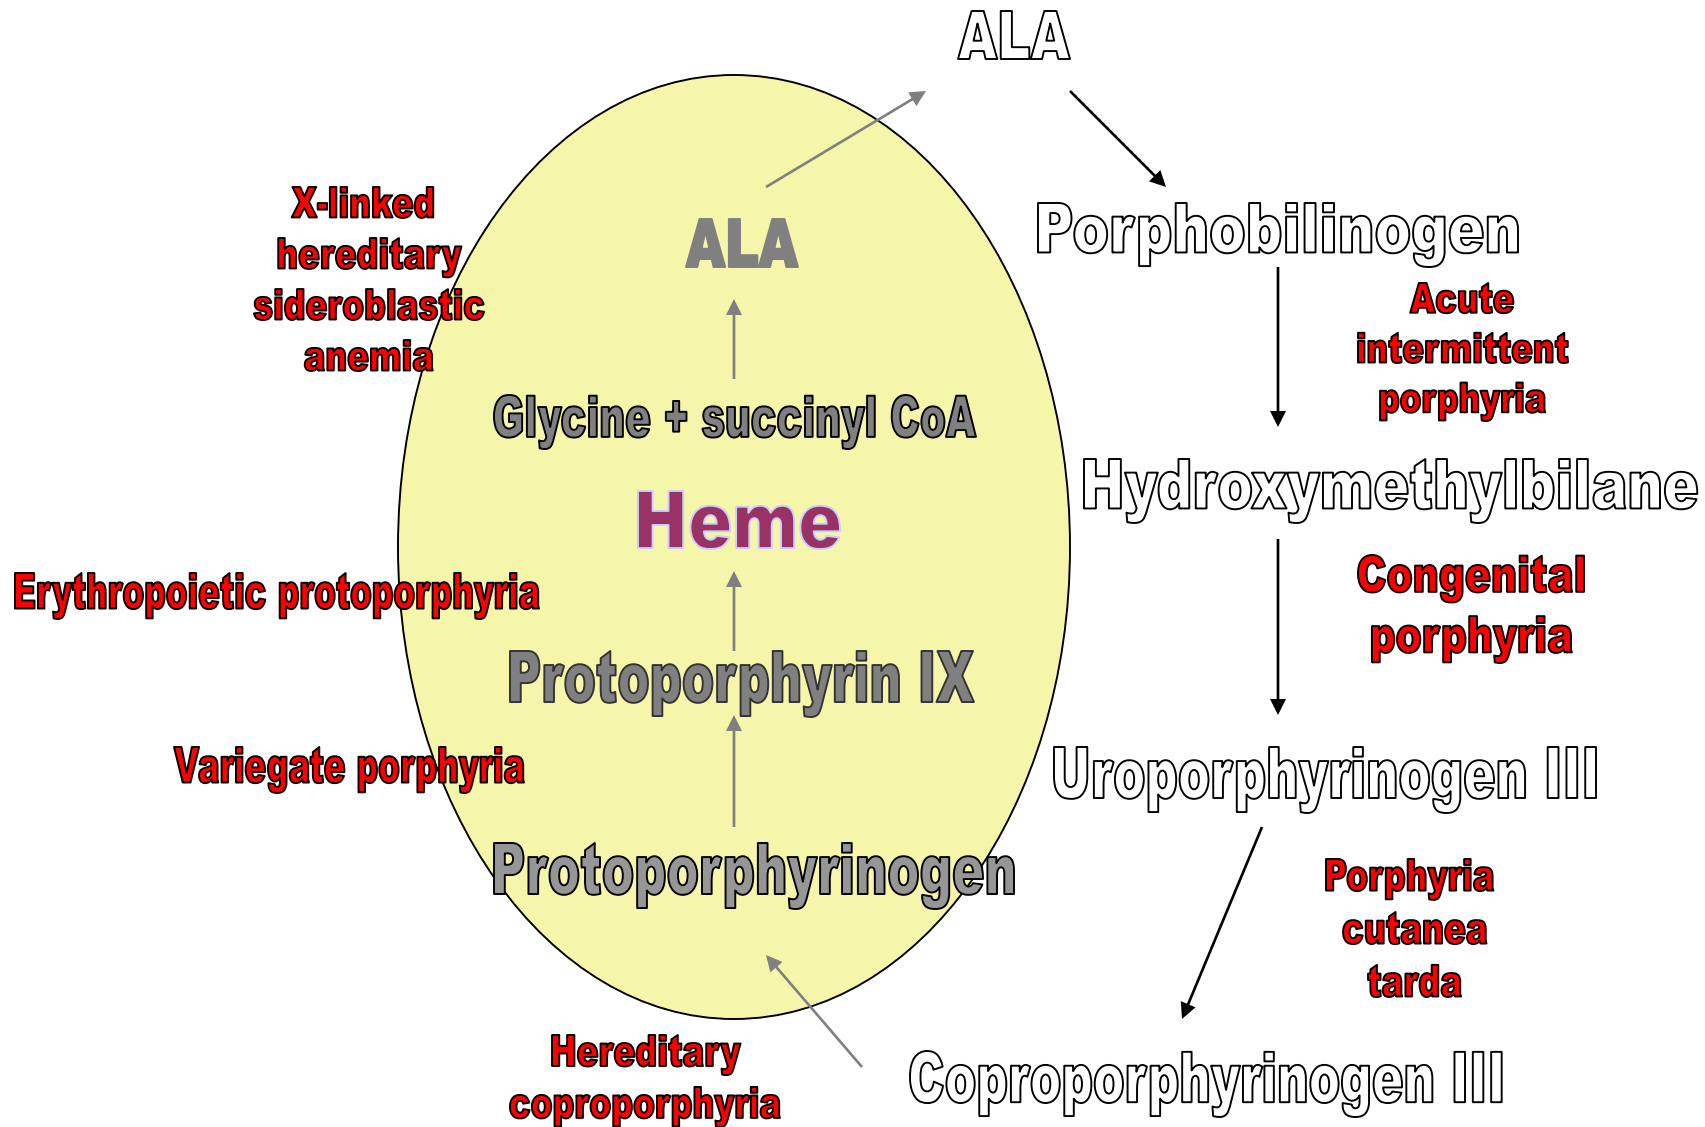 ALA
Porphobilinogen
Acute
intermittent
porphyria
Hydroxymethylbilane
Congenital
porphyria
Uroporphyrinogen III
Porphyria
cutanea
tarda
Coproporphyrinogen III
X-linked
hereditary
sideroblastic
anemia
ALA
Glycine + succinyl CoA
Heme
Erythropoietic protoporphyria
Protoporphyrin IX
Variegate porphyria
Protoporphyrinogen
Hereditary
coproporphyria